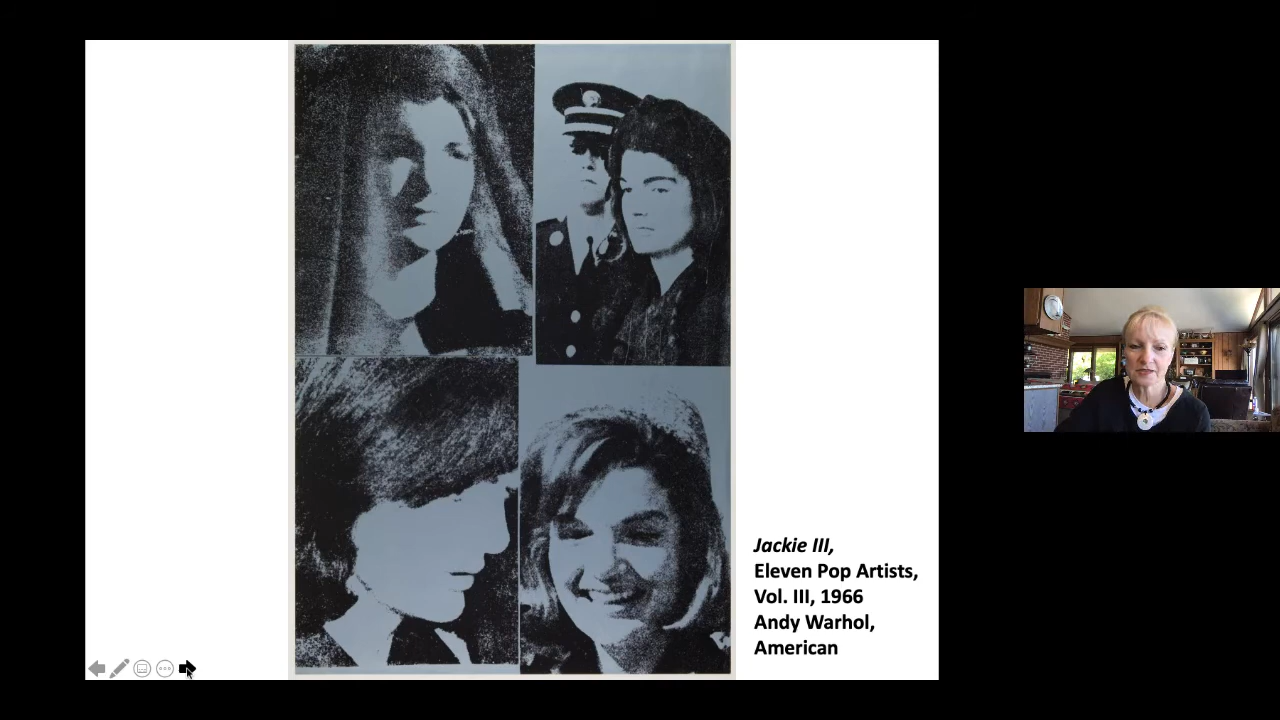 Jackie III,
Eleven Pop Artists,
Vol. III, 1966
Andy Warhol,
American